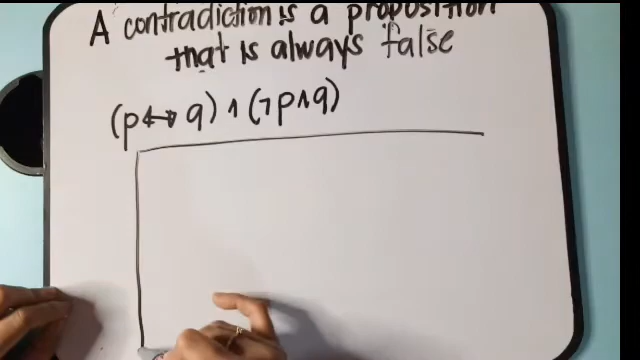 A contradiction is a proposition
that is always false
(p ↔ q) ∧ (¬p ∧ q)